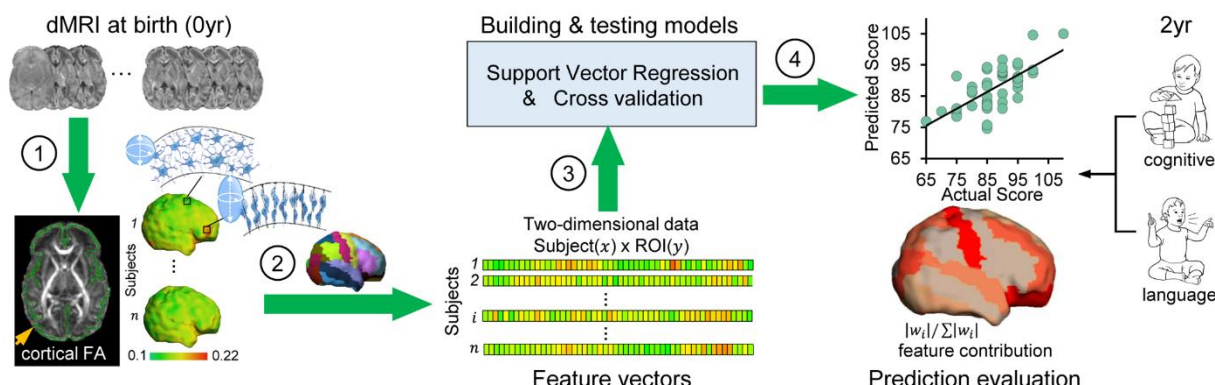 dMRI at birth (0yr)
...
1
cortical FA
Subjects
1
⋮
n
0.1
0.22
2
Building & testing models
Support Vector Regression
& Cross validation
3
Two-dimensional data
Subject(x) x ROI(y)
Subjects
1
2
⋮
i
⋮
n
Feature vectors
4
Predicted Score
105
95
85
75
65
65 75 85 95 105
Actual Score
|wᵢ|/∑|wᵢ|
feature contribution
Prediction evaluation
2yr
cognitive
language